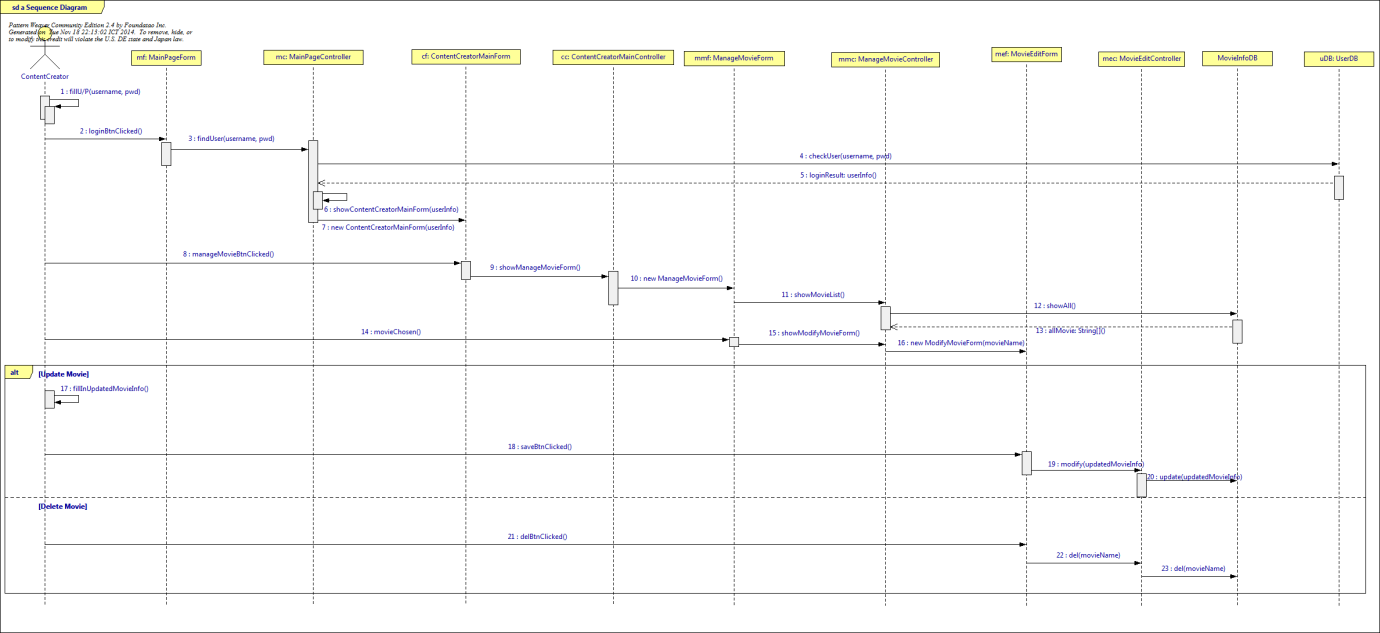 sd a Sequence Diagram
Pattern Weaver Community Edition 2.4 by Foundatao Inc.
Generated on Tue Nov 18 22:15:02 ICT 2014. To remove, hide, or
to modify this credit will violate the U.S. DE state and Japan law.
ContentCreator
mf: MainPageForm
mc: MainPageController
cf: ContentCreatorMainForm
cc: ContentCreatorMainController
mmf: ManageMovieForm
mmc: ManageMovieController
mef: MovieEditForm
mec: MovieEditController
MovieInfoDB
uDB: UserDB
1 : fillU/P(username, pwd)
2 : loginBtnClicked()
3 : findUser(username, pwd)
4 : checkUser(username, pwd)
5 : loginResult: userInfo()
6 : showContentCreatorMainForm(userInfo)
7 : new ContentCreatorMainForm(userInfo)
8 : manageMovieBtnClicked()
9 : showManageMovieForm()
10 : new ManageMovieForm()
11 : showMovieList()
12 : showAll()
13 : allMovie: String[]()
14 : movieChosen()
15 : showModifyMovieForm()
16 : new ModifyMovieForm(movieName)
alt
[Update Movie]
17 : fillInUpdatedMovieInfo()
18 : saveBtnClicked()
19 : modify(updatedMovieInfo)
20 : update(updatedMovieInfo)
[Delete Movie]
21 : delBtnClicked()
22 : del(movieName)
23 : del(movieName)